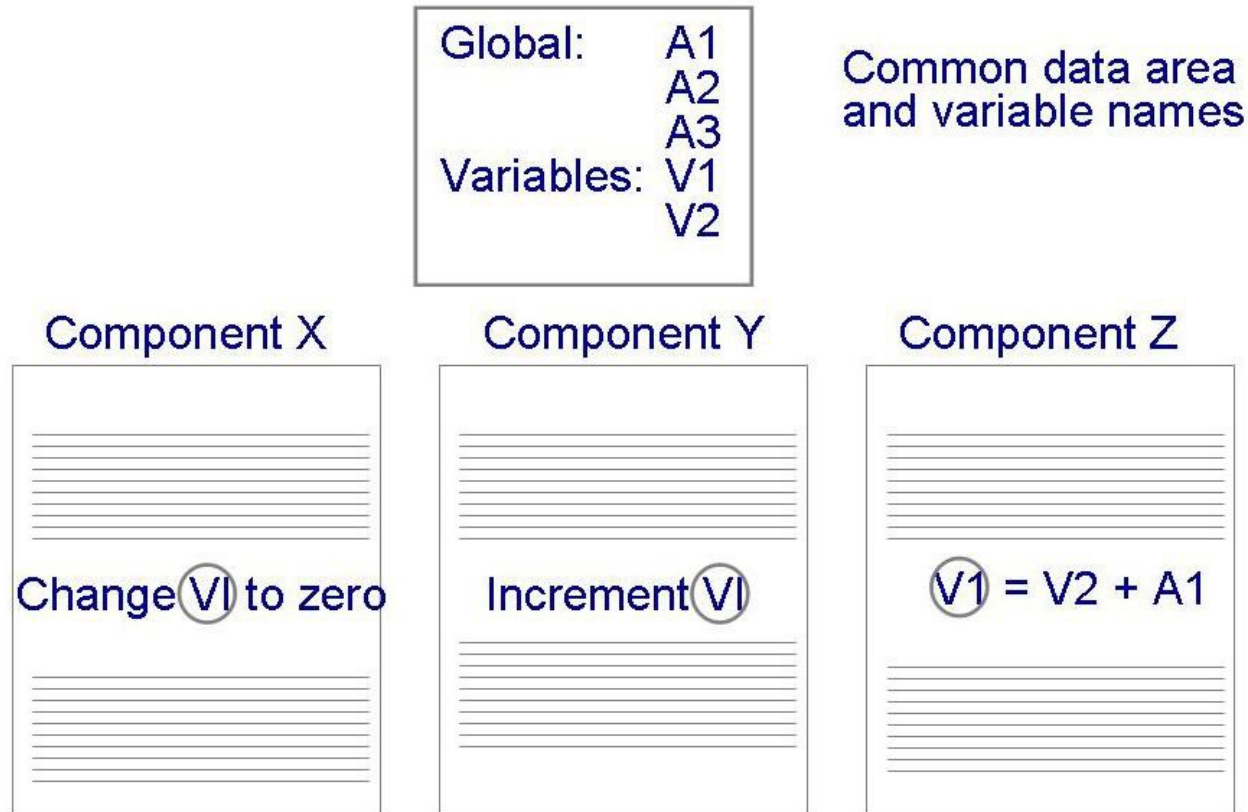 Global: A1
A2
A3
Variables: V1
V2
Common data area
and variable names
Component X
Component Y
Component Z
Change VI to zero
Increment VI
V1 = V2 + A1